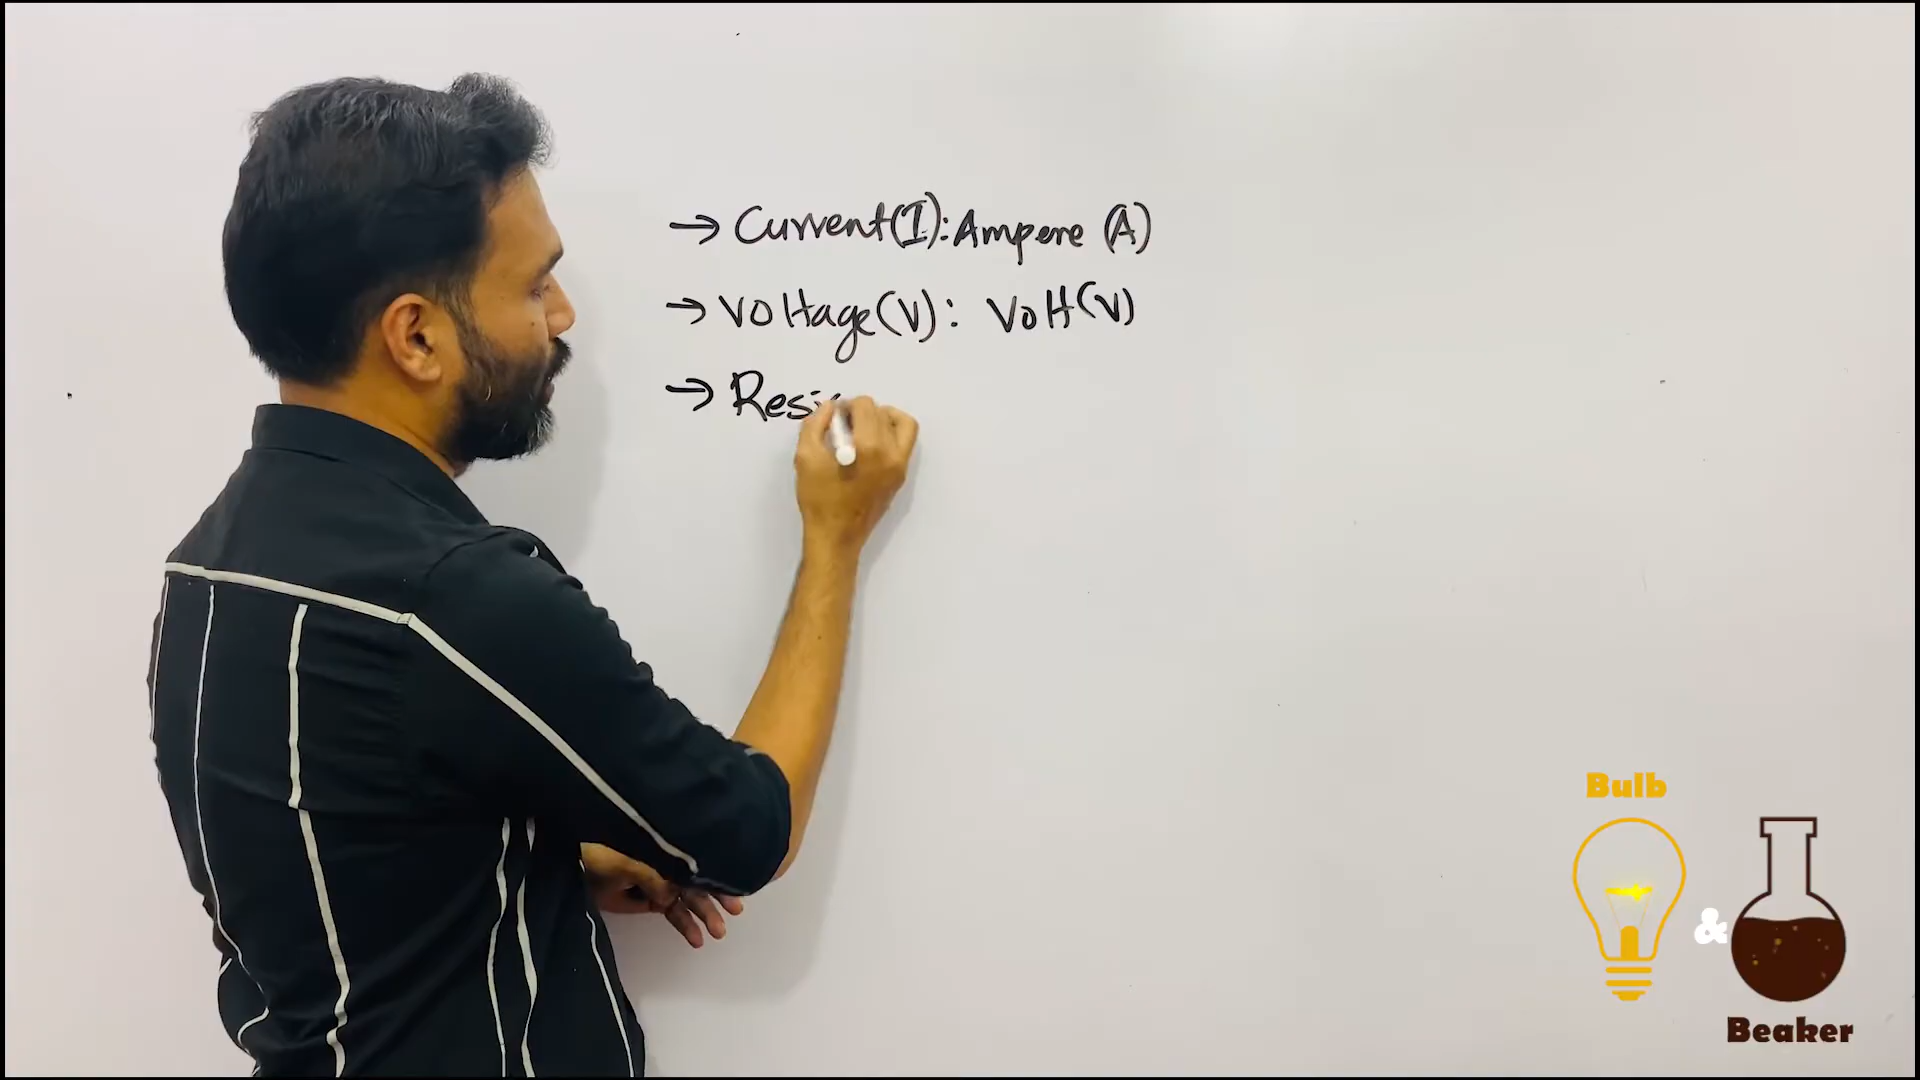 → Current(I): Ampere (A)
→ Voltage(V): Volt(V)
→ Resi
Bulb
&
Beaker